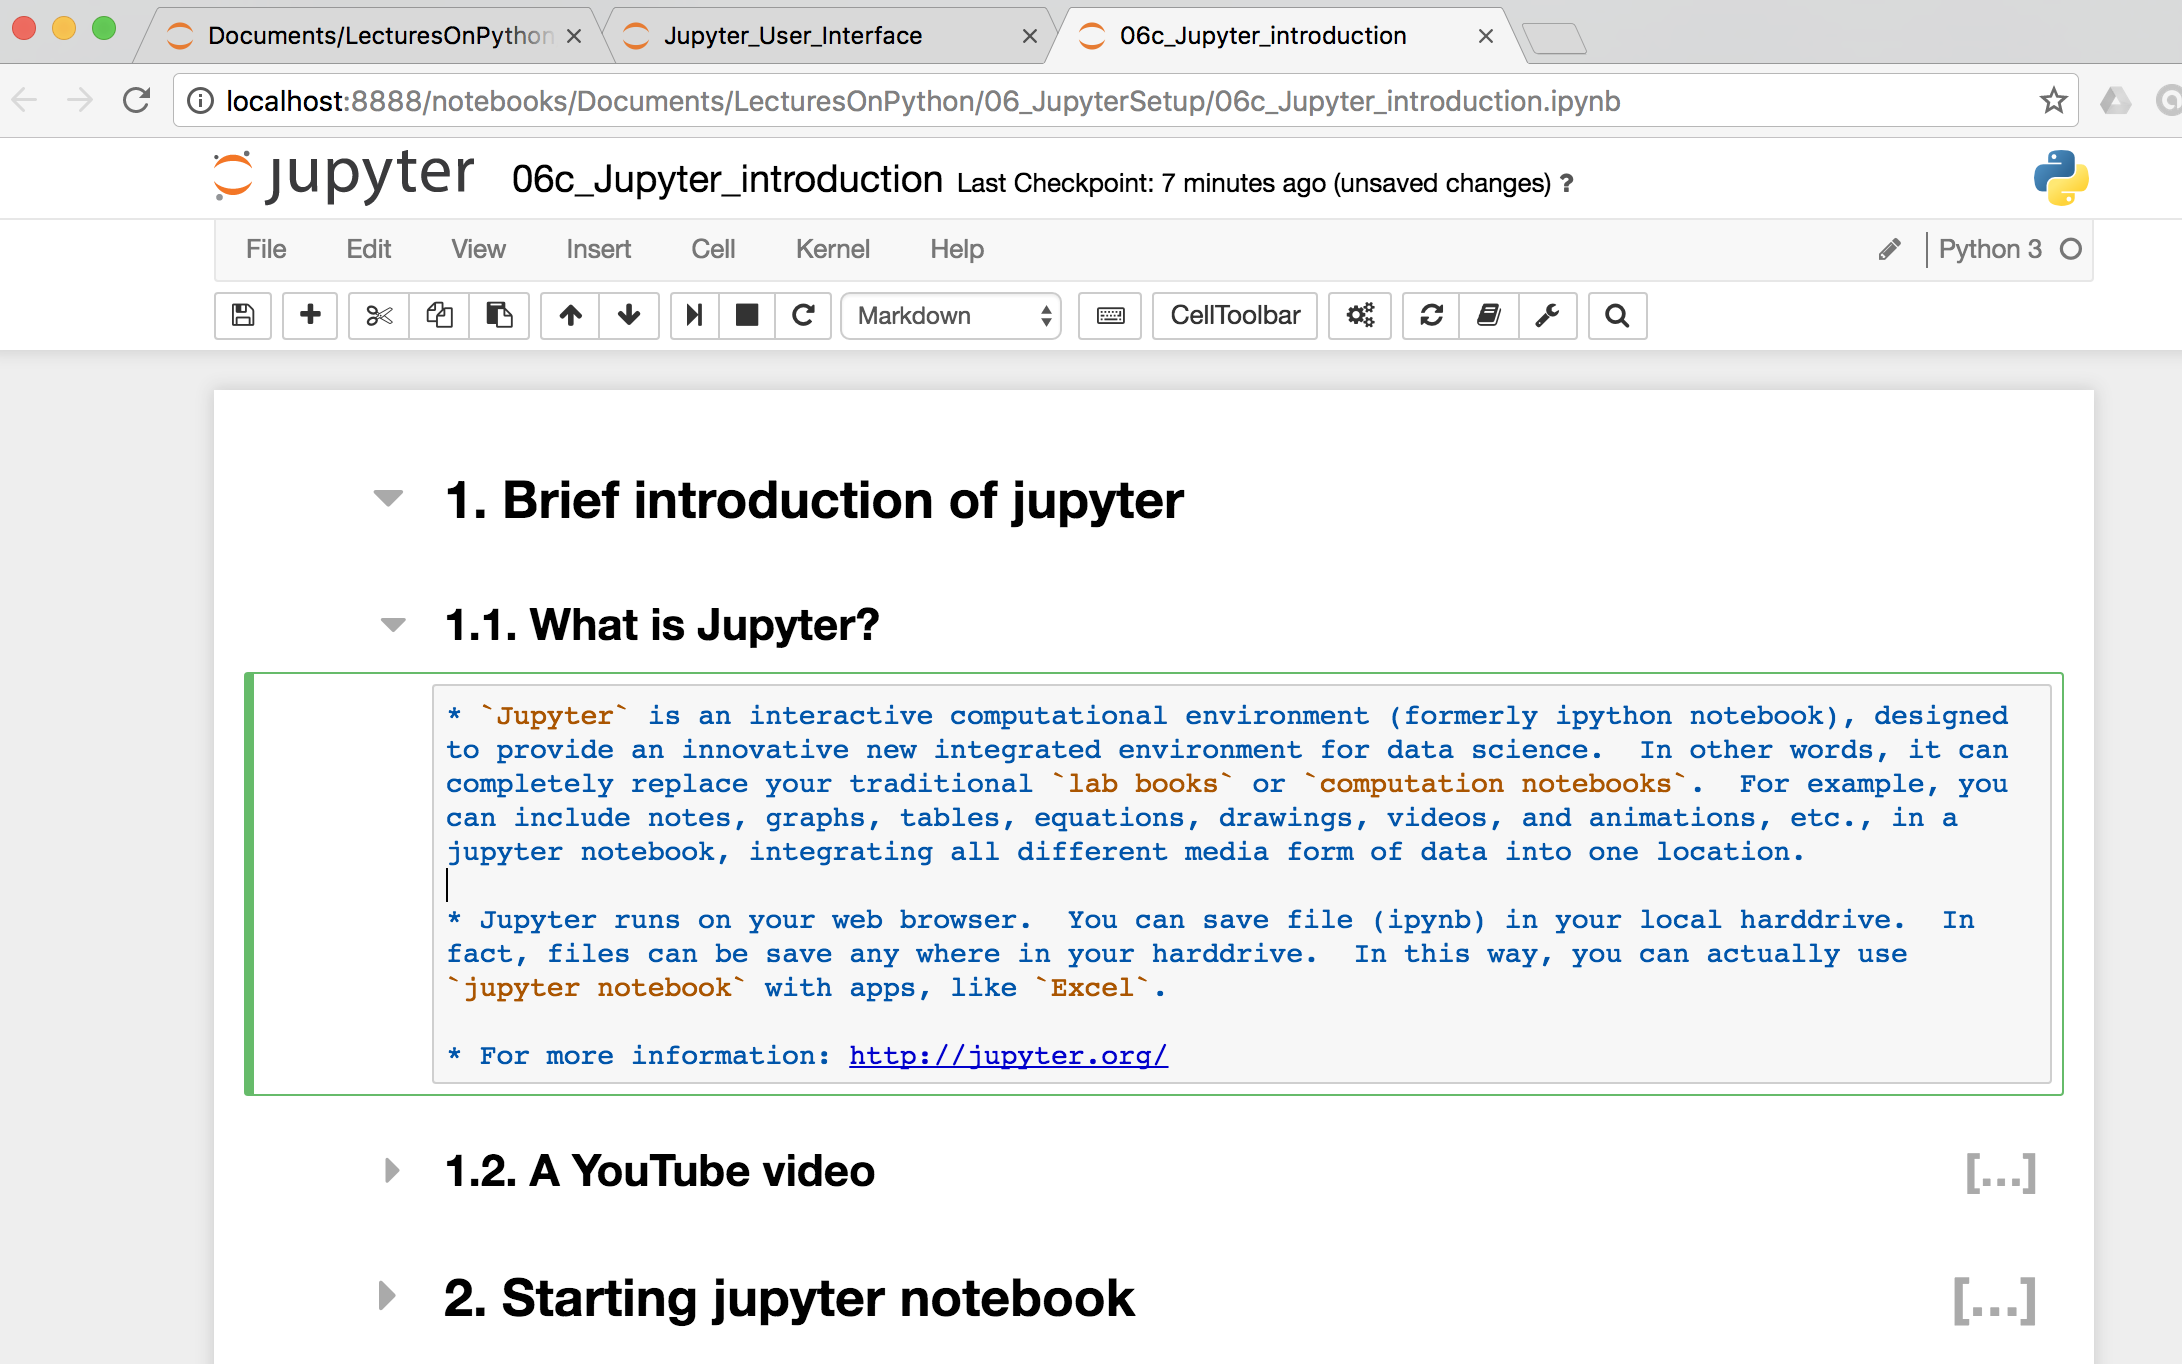 Documents/LecturesOnPython
Jupyter_User_Interface
06c_Jupyter_introduction
localhost:8888/notebooks/Documents/LecturesOnPython/06_JupyterSetup/06c_Jupyter_introduction.ipynb
jupyter 06c_Jupyter_introduction Last Checkpoint: 7 minutes ago (unsaved changes) ?
File Edit View Insert Cell Kernel Help Python 3
Markdown CellToolbar
1. Brief introduction of jupyter
1.1. What is Jupyter?
* `Jupyter` is an interactive computational environment (formerly ipython notebook), designed
to provide an innovative new integrated environment for data science.  In other words, it can
completely replace your traditional `lab books` or `computation notebooks`.  For example, you
can include notes, graphs, tables, equations, drawings, videos, and animations, etc., in a
jupyter notebook, integrating all different media form of data into one location.
* Jupyter runs on your web browser.  You can save file (ipynb) in your local harddrive.  In
fact, files can be save any where in your harddrive.  In this way, you can actually use
`jupyter notebook` with apps, like `Excel`.
* For more information: http://jupyter.org/
1.2. A YouTube video [...]
2. Starting jupyter notebook [...]